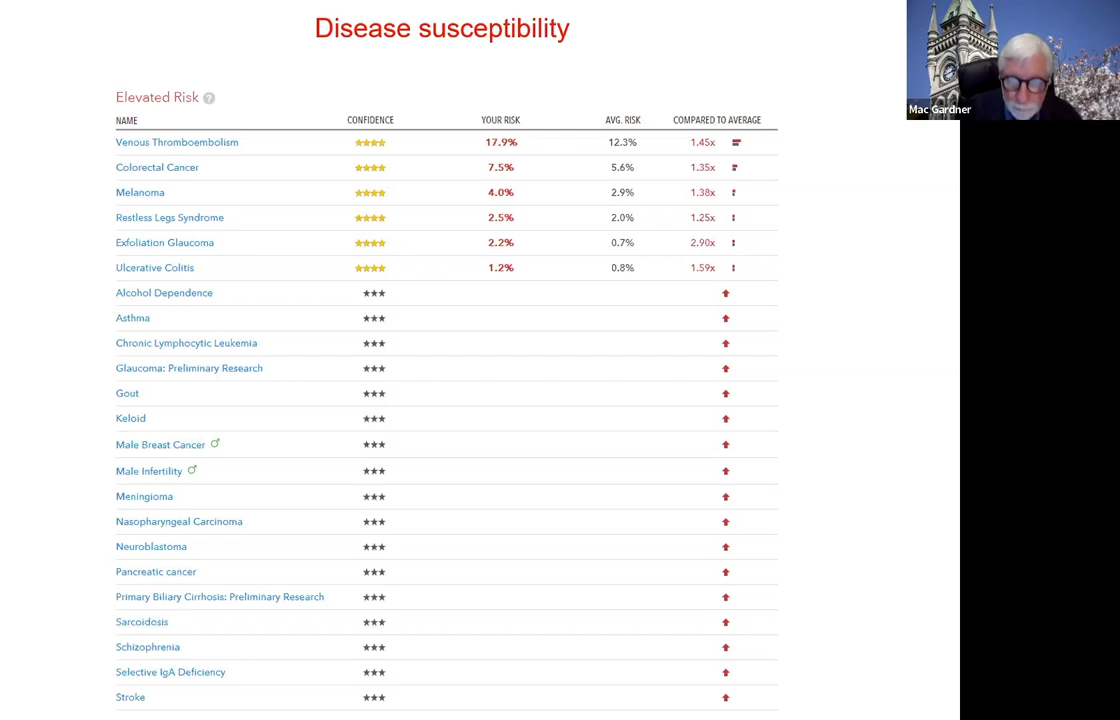 Disease susceptibility
Mac Gardner
Elevated Risk ?
NAME CONFIDENCE YOUR RISK AVG. RISK COMPARED TO AVERAGE
Venous Thromboembolism ★★★★ 17.9% 12.3% 1.45x
Colorectal Cancer ★★★★ 7.5% 5.6% 1.35x
Melanoma ★★★★ 4.0% 2.9% 1.38x
Restless Legs Syndrome ★★★★ 2.5% 2.0% 1.25x
Exfoliation Glaucoma ★★★★ 2.2% 0.7% 2.90x
Ulcerative Colitis ★★★★ 1.2% 0.8% 1.59x
Alcohol Dependence ★★★
Asthma ★★★
Chronic Lymphocytic Leukemia ★★★
Glaucoma: Preliminary Research ★★★
Gout ★★★
Keloid ★★★
Male Breast Cancer ♂ ★★★
Male Infertility ♂ ★★★
Meningioma ★★★
Nasopharyngeal Carcinoma ★★★
Neuroblastoma ★★★
Pancreatic cancer ★★★
Primary Biliary Cirrhosis: Preliminary Research ★★★
Sarcoidosis ★★★
Schizophrenia ★★★
Selective IgA Deficiency ★★★
Stroke ★★★